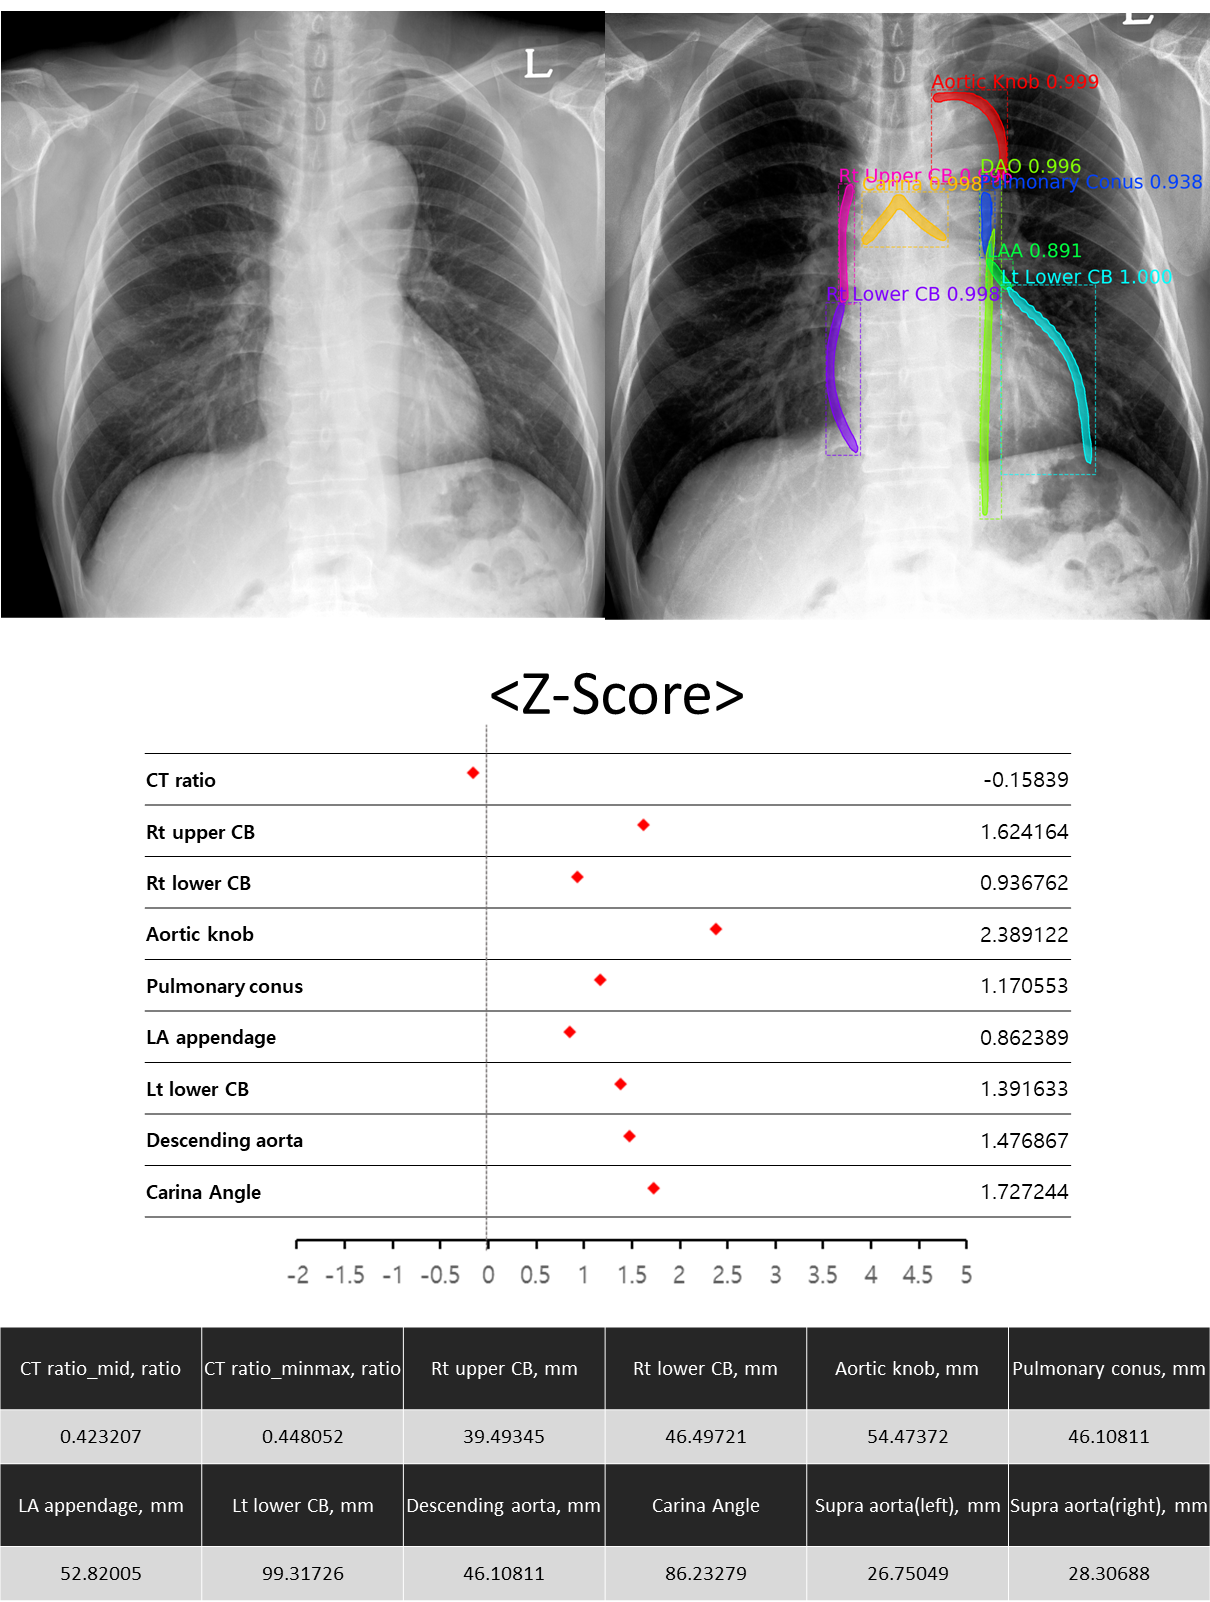 L
L
Aortic Knob 0.999
DAO 0.996
Rt Upper CB
Carina 0.998
Pulmonary Conus 0.938
LAA 0.891
Lt Lower CB 1.000
Rt Lower CB 0.998
<Z-Score>
CT ratio -0.15839
Rt upper CB 1.624164
Rt lower CB 0.936762
Aortic knob 2.389122
Pulmonary conus 1.170553
LA appendage 0.862389
Lt lower CB 1.391633
Descending aorta 1.476867
Carina Angle 1.727244
-2 -1.5 -1 -0.5 0 0.5 1 1.5 2 2.5 3 3.5 4 4.5 5
CT ratio_mid, ratio CT ratio_minmax, ratio Rt upper CB, mm Rt lower CB, mm Aortic knob, mm Pulmonary conus, mm
0.423207 0.448052 39.49345 46.49721 54.47372 46.10811
LA appendage, mm Lt lower CB, mm Descending aorta, mm Carina Angle Supra aorta(left), mm Supra aorta(right), mm
52.82005 99.31726 46.10811 86.23279 26.75049 28.30688